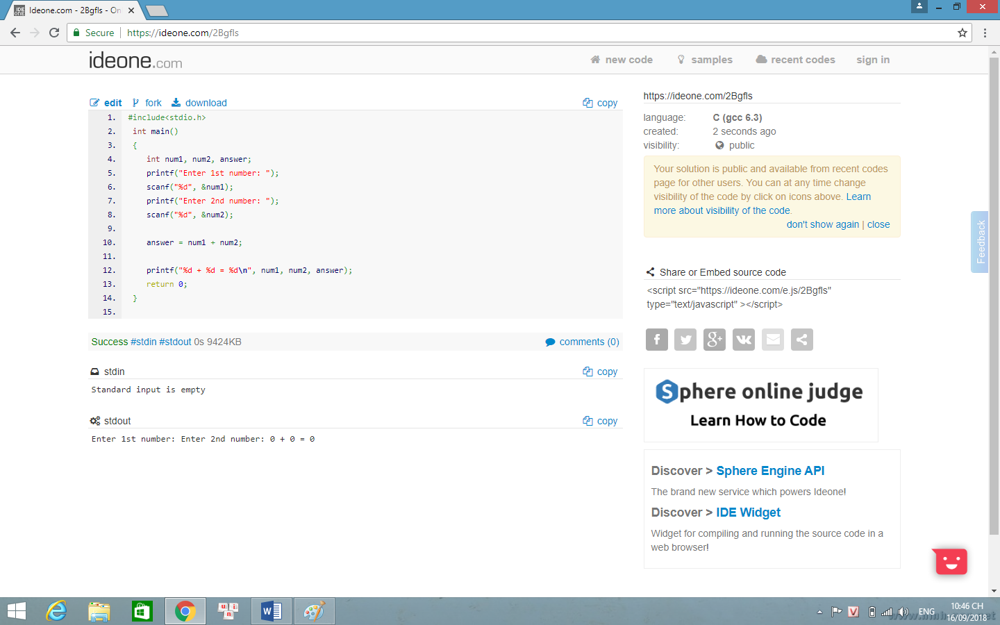 Ideone.com - 2Bgfls - On
Secure https://ideone.com/2Bgfls
ideone.com
new code samples recent codes sign in
edit fork download copy
1. #include<stdio.h>
2. int main()
3. {
4. int num1, num2, answer;
5. printf("Enter 1st number: ");
6. scanf("%d", &num1);
7. printf("Enter 2nd number: ");
8. scanf("%d", &num2);
9.
10. answer = num1 + num2;
11.
12. printf("%d + %d = %d\n", num1, num2, answer);
13. return 0;
14. }
15.
Success #stdin #stdout 0s 9424KB
comments (0)
stdin
copy
Standard input is empty
stdout
copy
Enter 1st number: Enter 2nd number: 0 + 0 = 0
https://ideone.com/2Bgfls
language: C (gcc 6.3)
created: 2 seconds ago
visibility: public
Your solution is public and available from recent codes
page for other users. You can at any time change
visibility of the code by click on icons above. Learn
more about visibility of the code.
don't show again | close
Feedback
Share or Embed source code
<script src="https://ideone.com/e.js/2Bgfls"
type="text/javascript" ></script>
Sphere online judge
Learn How to Code
Discover > Sphere Engine API
The brand new service which powers Ideone!
Discover > IDE Widget
Widget for compiling and running the source code in a
web browser!
ENG
10:46 CH
16/09/2018